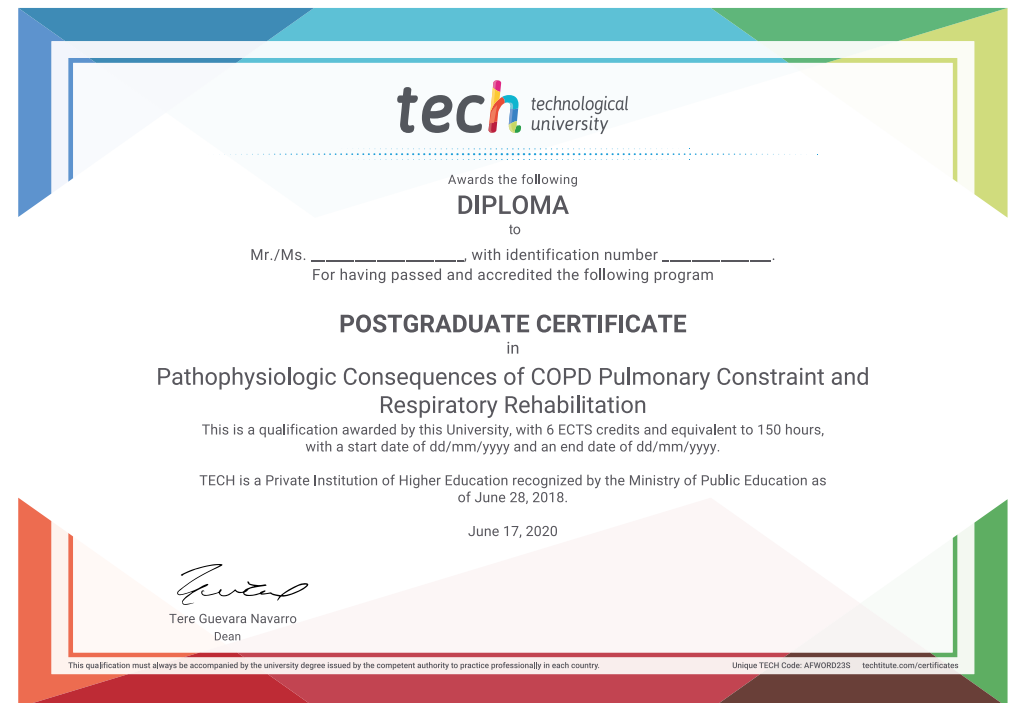 tech technological
university
Awards the following
DIPLOMA
to
Mr./Ms. ___________________, with identification number _____________.
For having passed and accredited the following program
POSTGRADUATE CERTIFICATE
in
Pathophysiologic Consequences of COPD Pulmonary Constraint and
Respiratory Rehabilitation
This is a qualification awarded by this University, with 6 ECTS credits and equivalent to 150 hours,
with a start date of dd/mm/yyyy and an end date of dd/mm/yyyy.
TECH is a Private Institution of Higher Education recognized by the Ministry of Public Education as
of June 28, 2018.
June 17, 2020
Tere Guevara Navarro
Dean
This qualification must always be accompanied by the university degree issued by the competent authority to practice professionally in each country.
Unique TECH Code: AFWORD23S techtitute.com/certificates